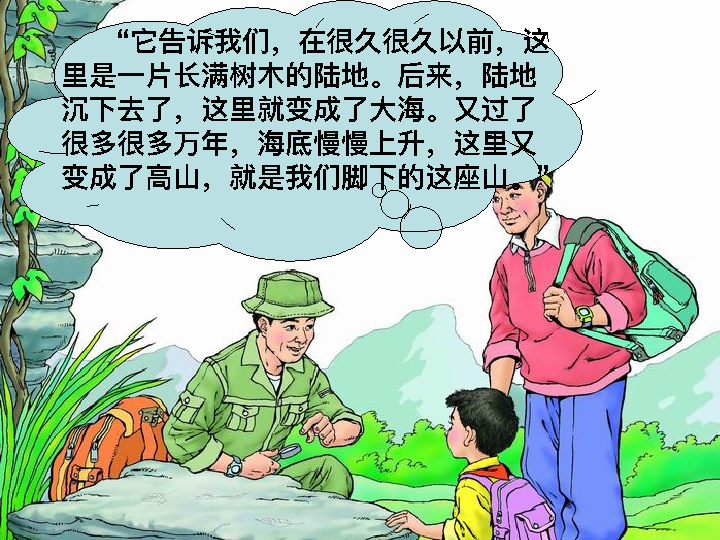 “它告诉我们，在很久很久以前，这
里是一片长满树木的陆地。后来，陆地
沉下去了，这里就变成了大海。又过了
很多很多万年，海底慢慢上升，这里又
变成了高山，就是我们脚下的这座山。”